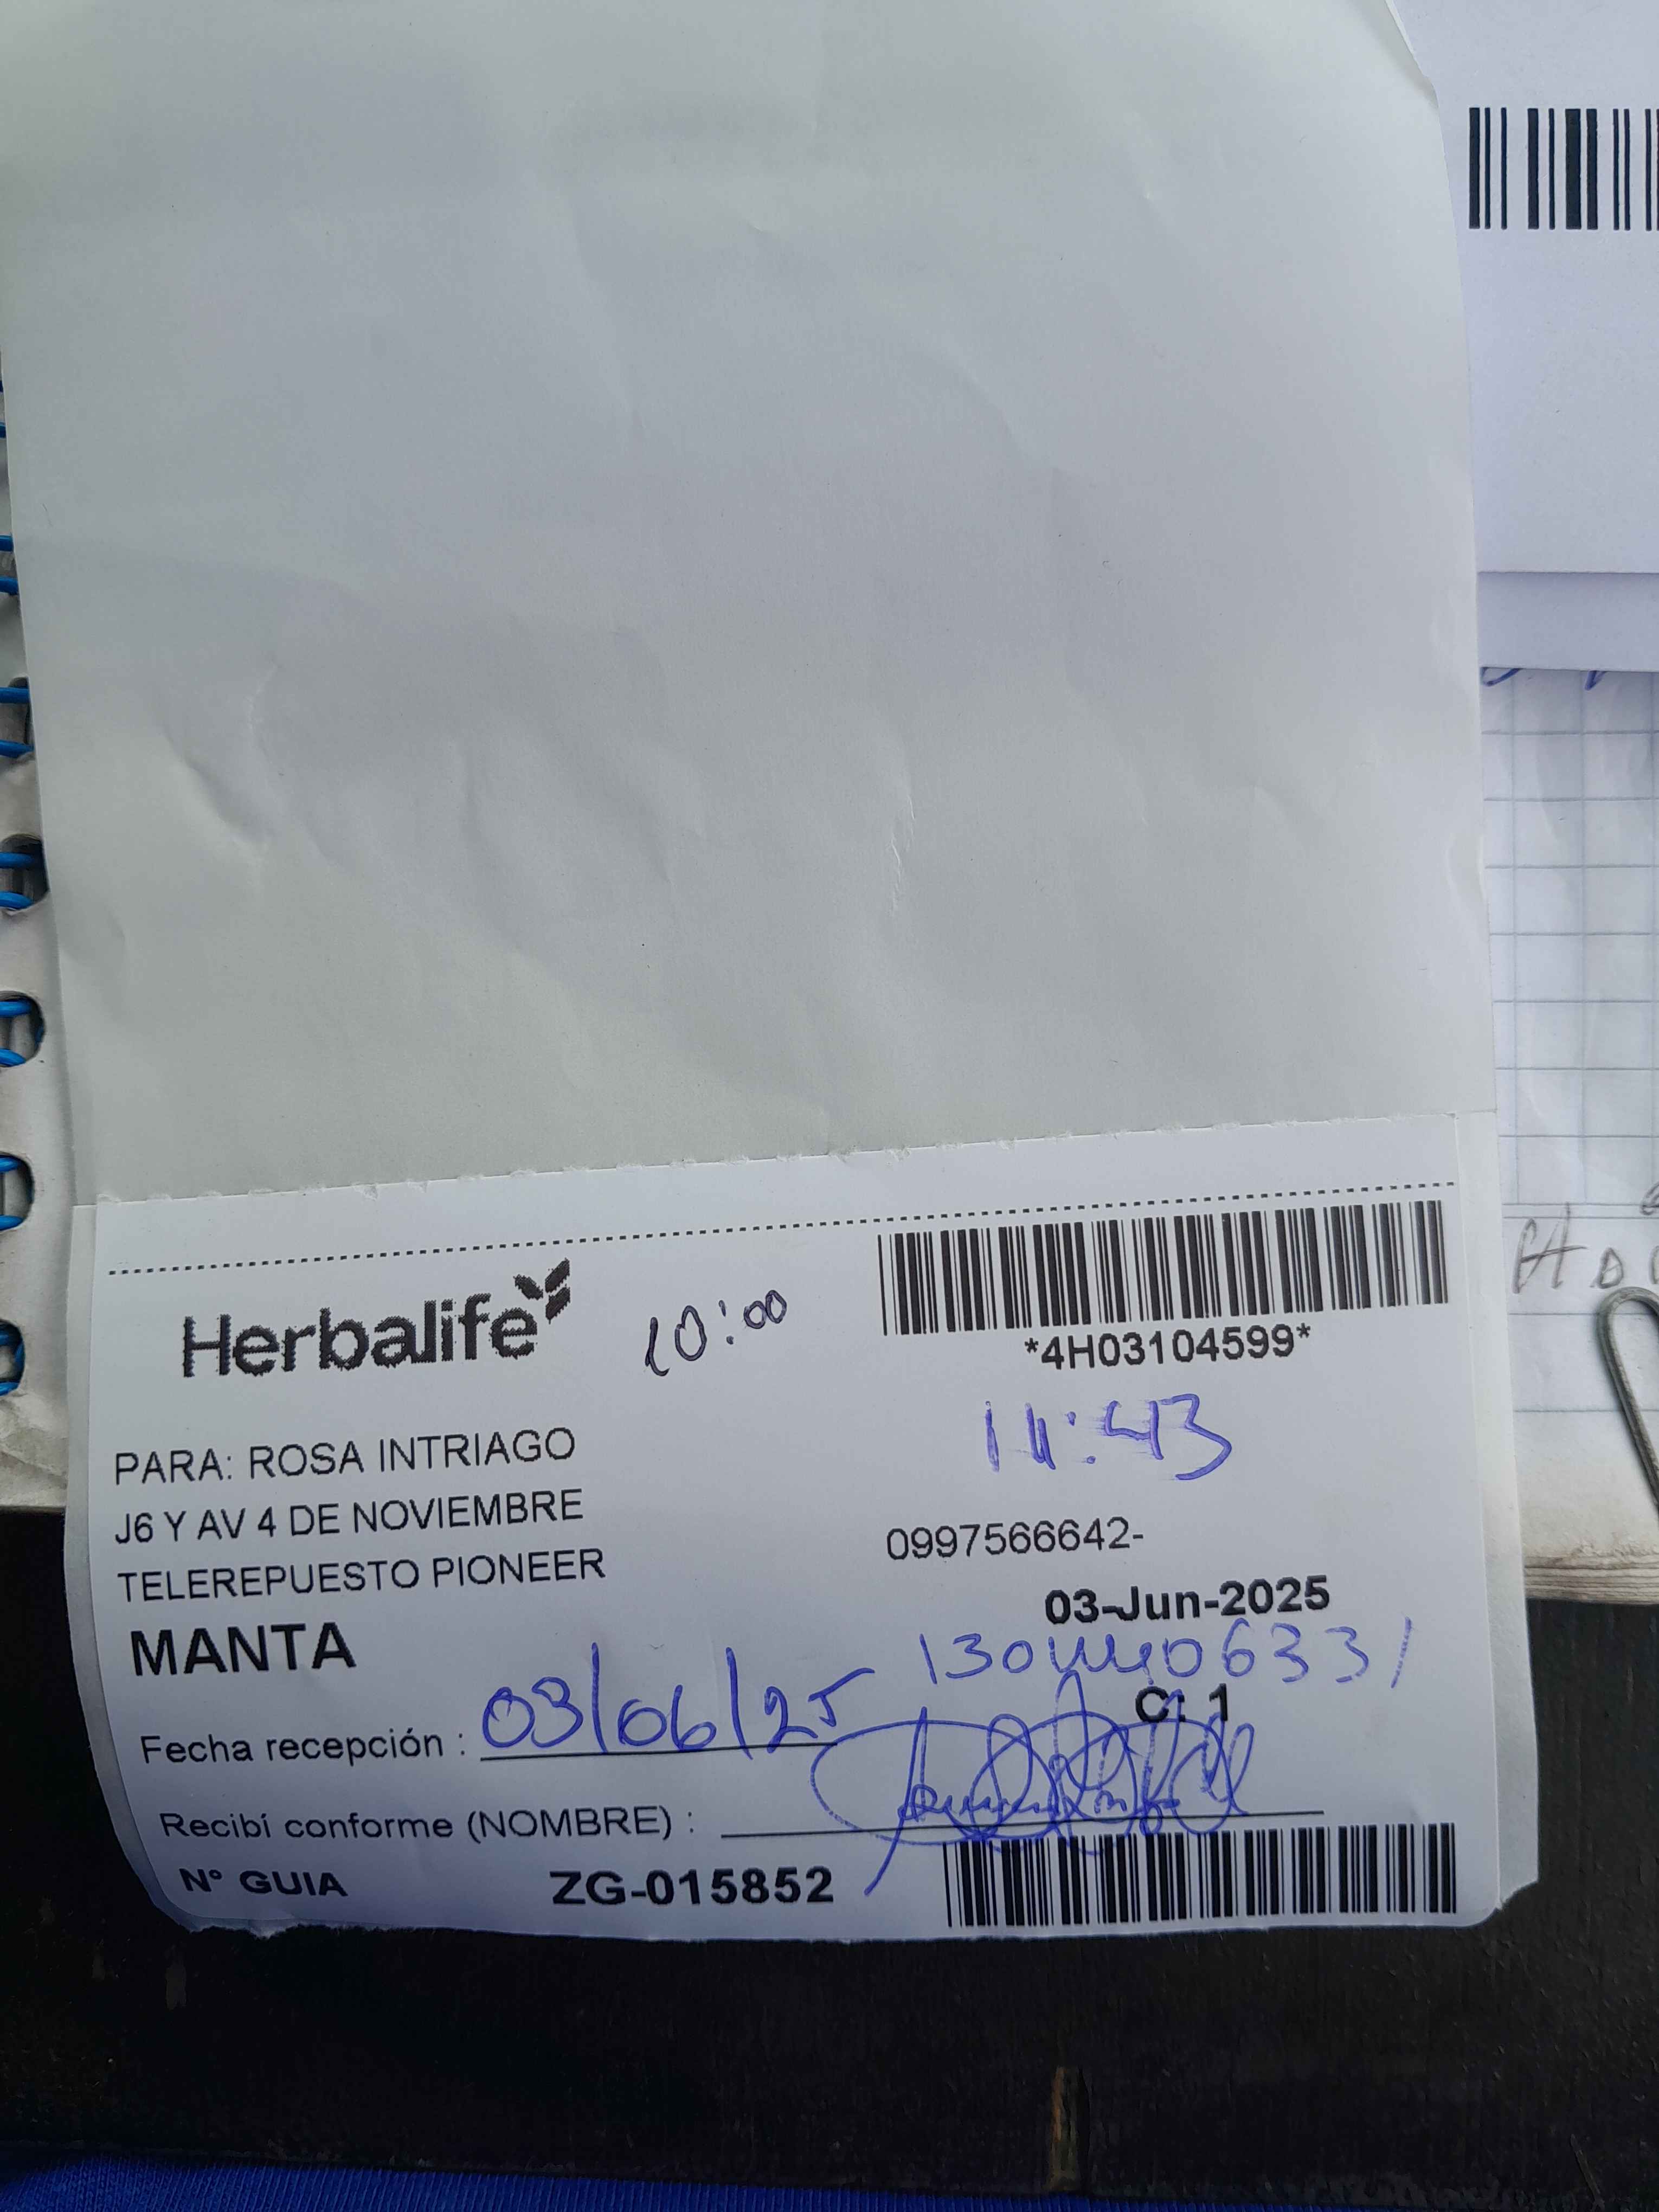 Herbalife
10:00
*4H03104599*
11:43
PARA: ROSA INTRIAGO
J6 Y AV 4 DE NOVIEMBRE
0997566642-
TELEREPUESTO PIONEER
03-Jun-2025
MANTA
C: 1
Fecha recepción : 03/06/25
Recibí conforme (NOMBRE) :
N° GUIA ZG-015852